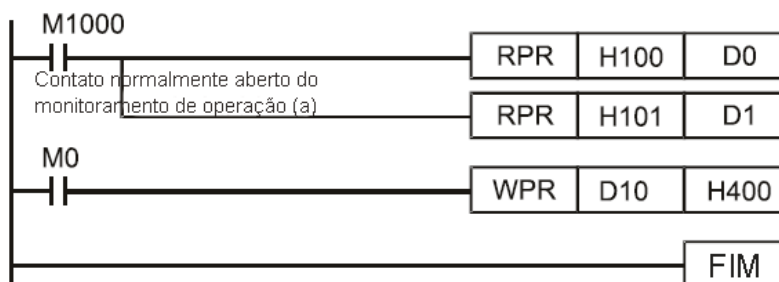 M1000
RPR H100 D0
Contato normalmente aberto do
monitoramento de operação (a)
RPR H101 D1
M0
WPR D10 H400
FIM